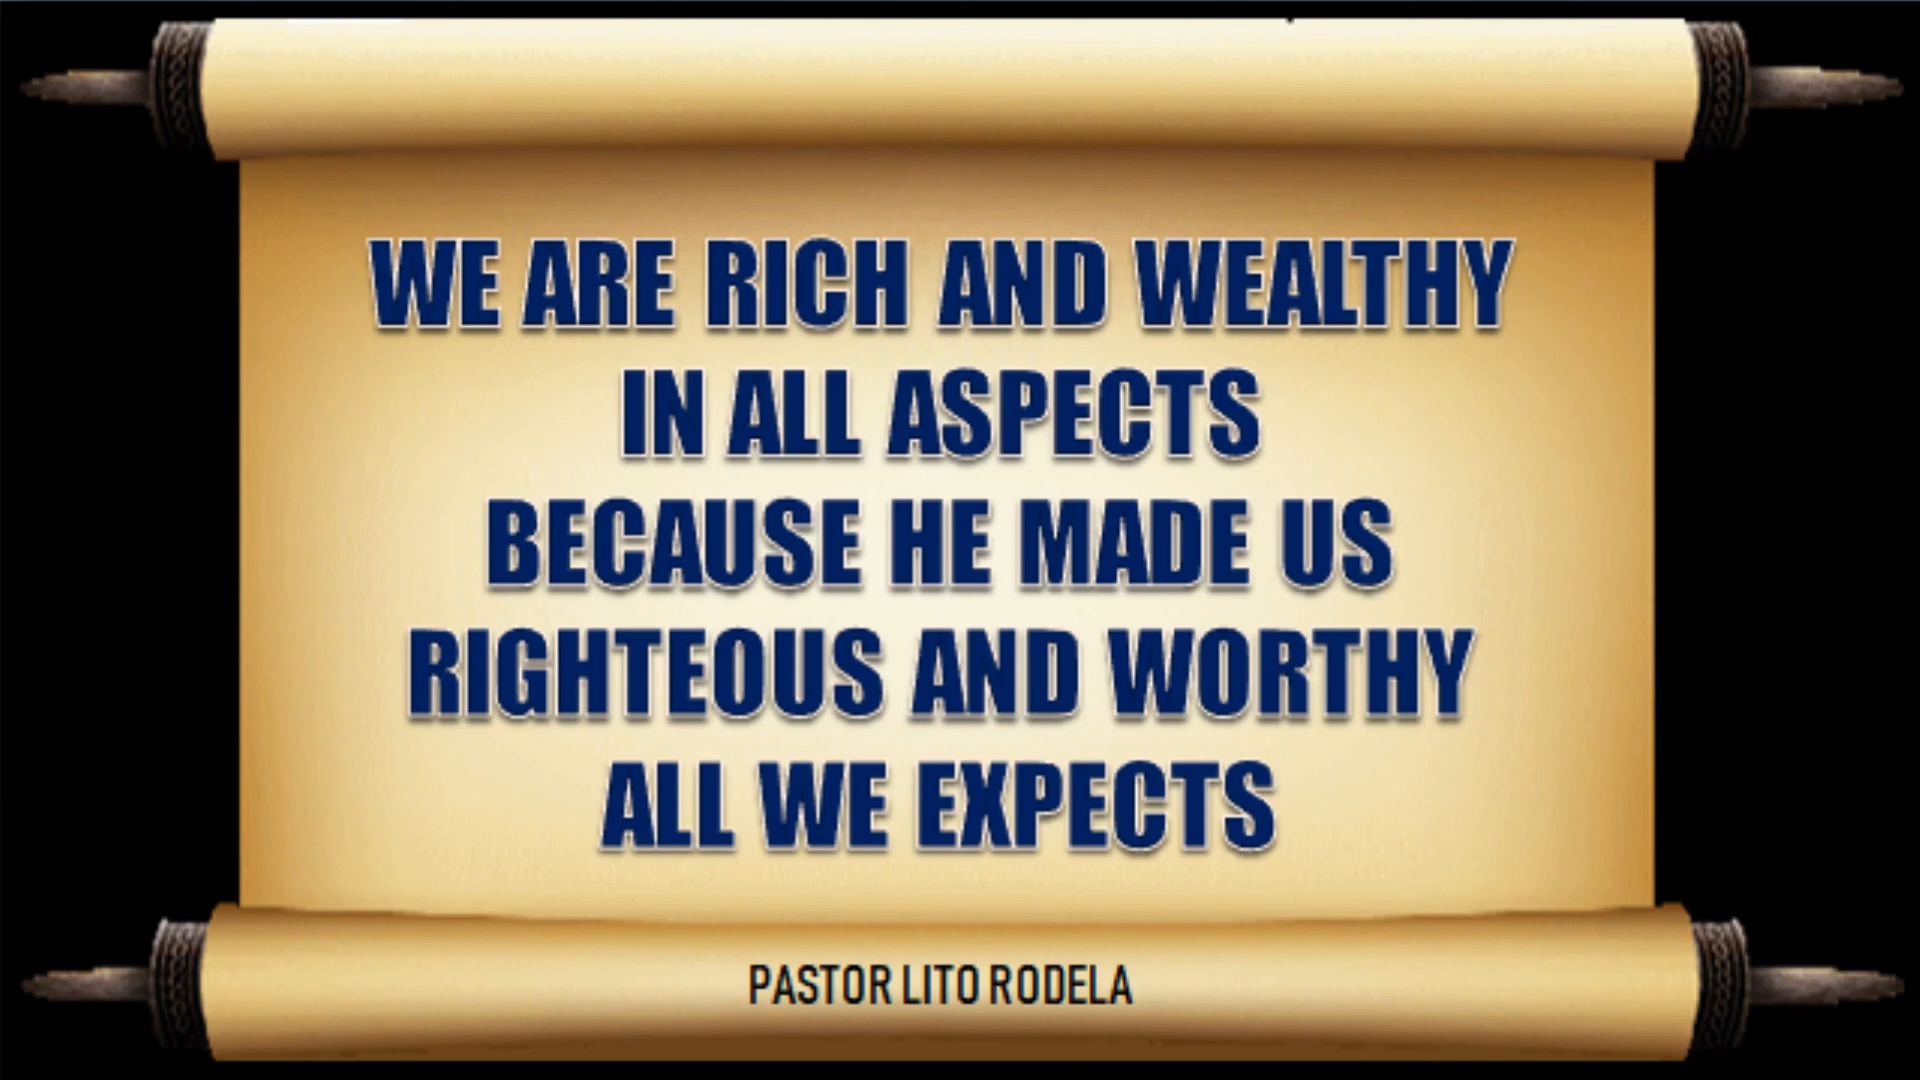 WE ARE RICH AND WEALTHY
IN ALL ASPECTS
BECAUSE HE MADE US
RIGHTEOUS AND WORTHY
ALL WE EXPECTS
PASTOR LITO RODELA